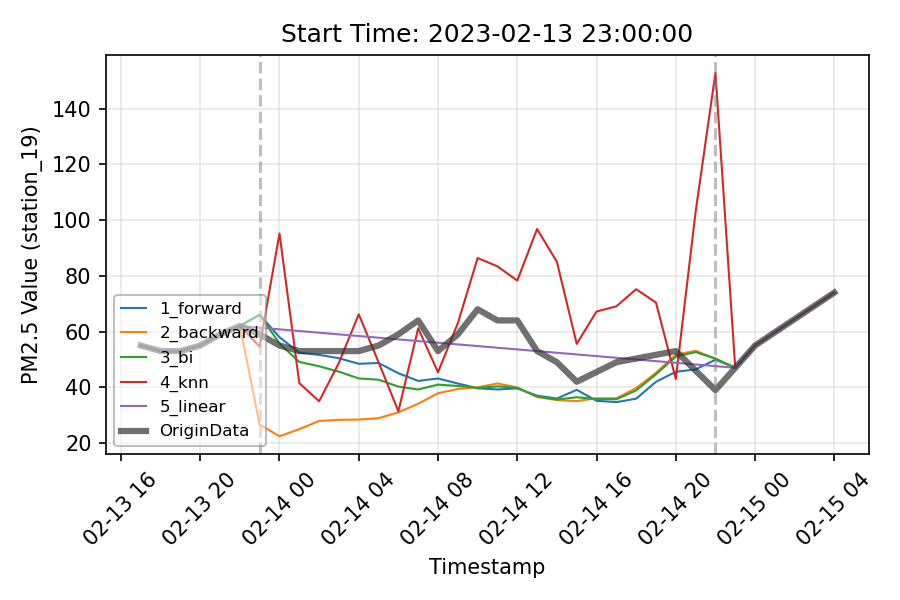 Start Time: 2023-02-13 23:00:00
PM2.5 Value (station_19)
140
120
100
80
60
40
20
1_forward
2_backward
3_bi
4_knn
5_linear
OriginData
02-13 16
02-13 20
02-14 00
02-14 04
02-14 08
02-14 12
02-14 16
02-14 20
02-15 00
02-15 04
Timestamp